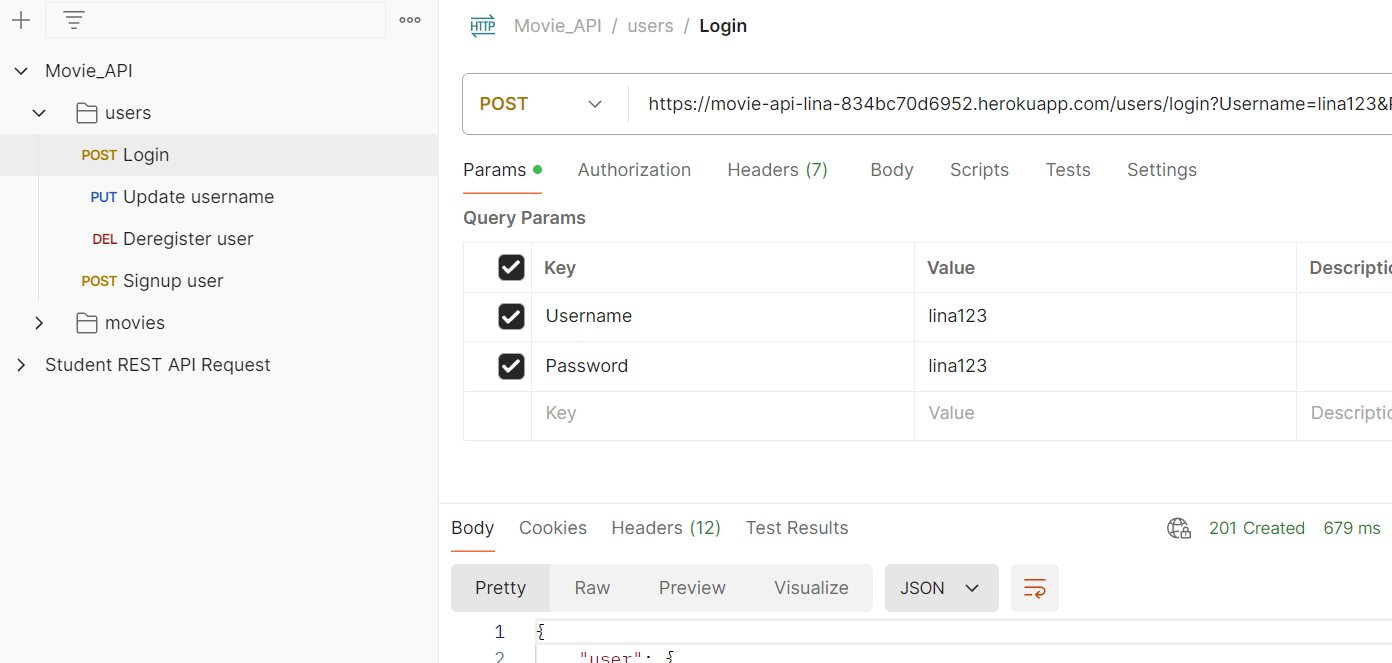 HTTP Movie_API / users / Login
Movie_API
users
POST Login
PUT Update username
DEL Deregister user
POST Signup user
movies
Student REST API Request
POST https://movie-api-lina-834bc70d6952.herokuapp.com/users/login?Username=lina123&
Params Authorization Headers (7) Body Scripts Tests Settings
Query Params
Key Value Descriptio
Username lina123
Password lina123
Key Value Descriptio
Body Cookies Headers (12) Test Results 201 Created 679 ms
Pretty Raw Preview Visualize JSON
1 {
2 "user": {